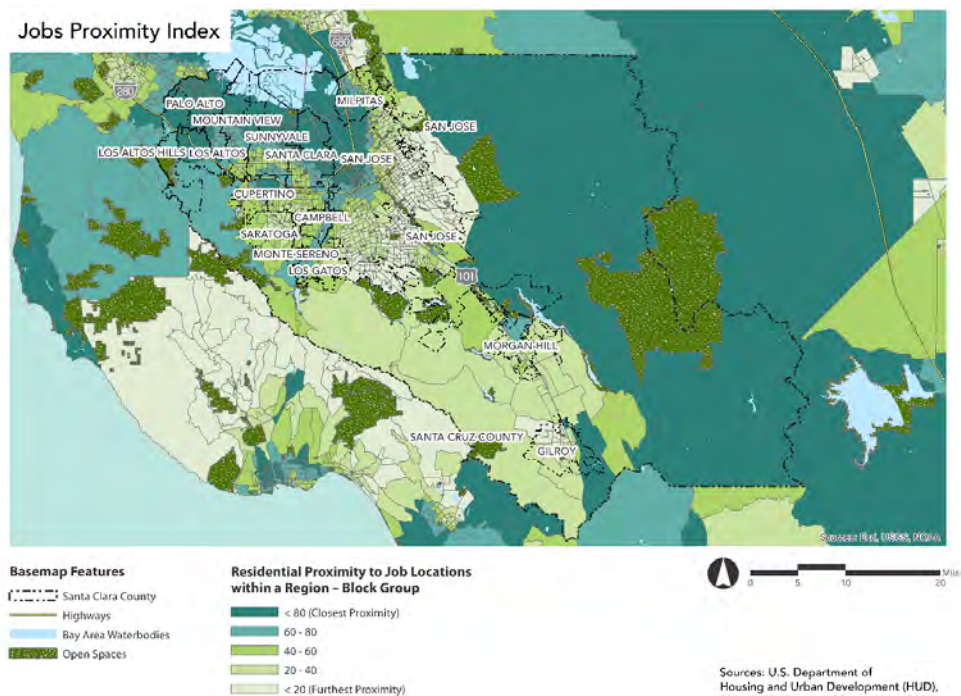 Jobs Proximity Index
680
280
PALO ALTO
MILPITAS
MOUNTAIN VIEW
SAN JOSE
SUNNYVALE
LOS ALTOS HILLS
LOS ALTOS
SANTA CLARA
SAN JOSE
CUPERTINO
CAMPBELL
SARATOGA
SAN JOSE
MONTE SERENO
LOS GATOS
101
MORGAN HILL
SANTA CRUZ COUNTY
GILROY
Sources: Esri, USGS, NOAA
Basemap Features
Santa Clara County
Highways
Bay Area Waterbodies
Open Spaces
Residential Proximity to Job Locations
within a Region – Block Group
< 80 (Closest Proximity)
60 - 80
40 - 60
20 - 40
< 20 (Furthest Proximity)
0 5 10 20 Miles
Sources: U.S. Department of
Housing and Urban Development (HUD).